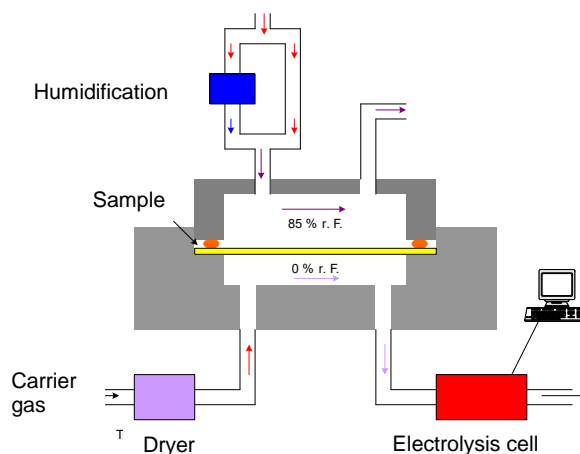 Humidification
Sample
85 % r. F.
0 % r. F.
Carrier
gas
T
Dryer
Electrolysis cell